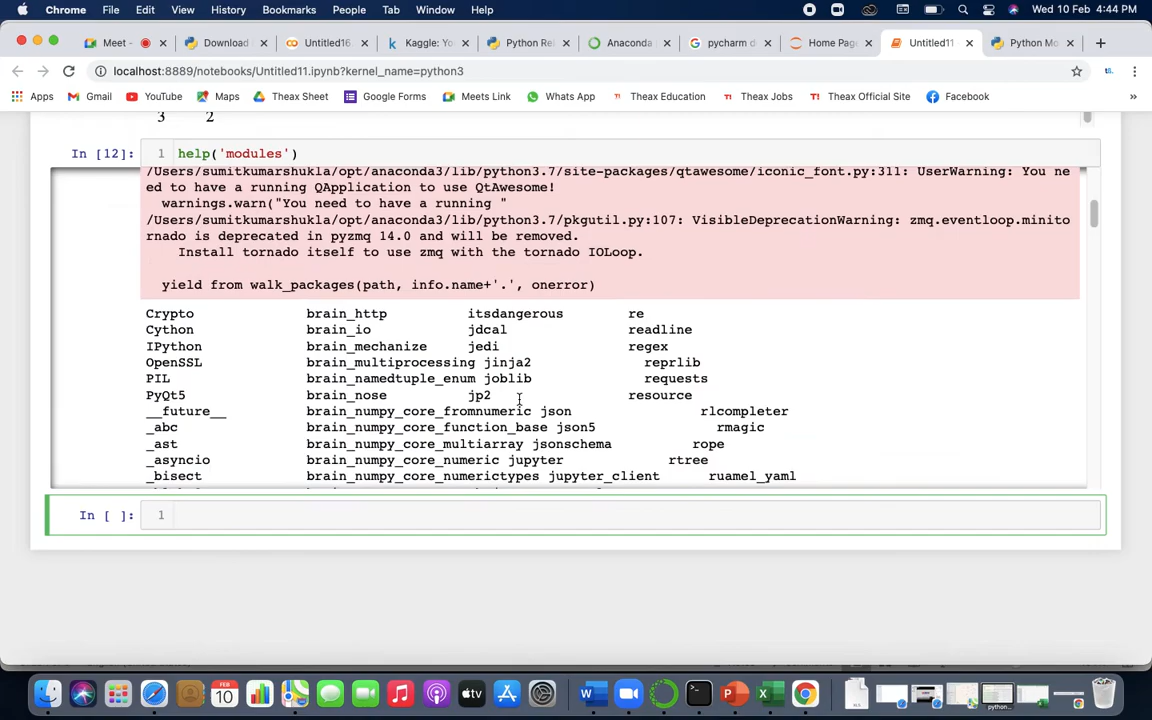 Chrome File Edit View History Bookmarks People Tab Window Help Wed 10 Feb 4:44 PM
Meet - Download Untitled16. Kaggle: Yo Python Re Anaconda pycharm d Home Page Untitled11 Python Mo
localhost:8889/notebooks/Untitled11.ipynb?kernel_name=python3
Apps Gmail YouTube Maps Theax Sheet Google Forms Meets Link Whats App Theax Education Theax Jobs Theax Official Site Facebook »
3 2
In [12]: 1 help('modules')
/Users/sumitkumarshukla/opt/anaconda3/lib/python3.7/site-packages/qtawesome/iconic_font.py:311: UserWarning: You ne
ed to have a running QApplication to use QtAwesome!
warnings.warn("You need to have a running "
/Users/sumitkumarshukla/opt/anaconda3/lib/python3.7/pkgutil.py:107: VisibleDeprecationWarning: zmq.eventloop.minito
rnado is deprecated in pyzmq 14.0 and will be removed.
Install tornado itself to use zmq with the tornado IOLoop.
yield from walk_packages(path, info.name+'.', onerror)
Crypto brain_http itsdangerous re
Cython brain_io jdcal readline
IPython brain_mechanize jedi regex
OpenSSL brain_multiprocessing jinja2 reprlib
PIL brain_namedtuple_enum joblib requests
PyQt5 brain_nose jp2 resource
__future__ brain_numpy_core_fromnumeric json rlcompleter
_abc brain_numpy_core_function_base json5 rmagic
_ast brain_numpy_core_multiarray jsonschema rope
_asyncio brain_numpy_core_numeric jupyter rtree
_bisect brain_numpy_core_numerictypes jupyter_client ruamel_yaml
In [ ]: 1
FEB
10
tv